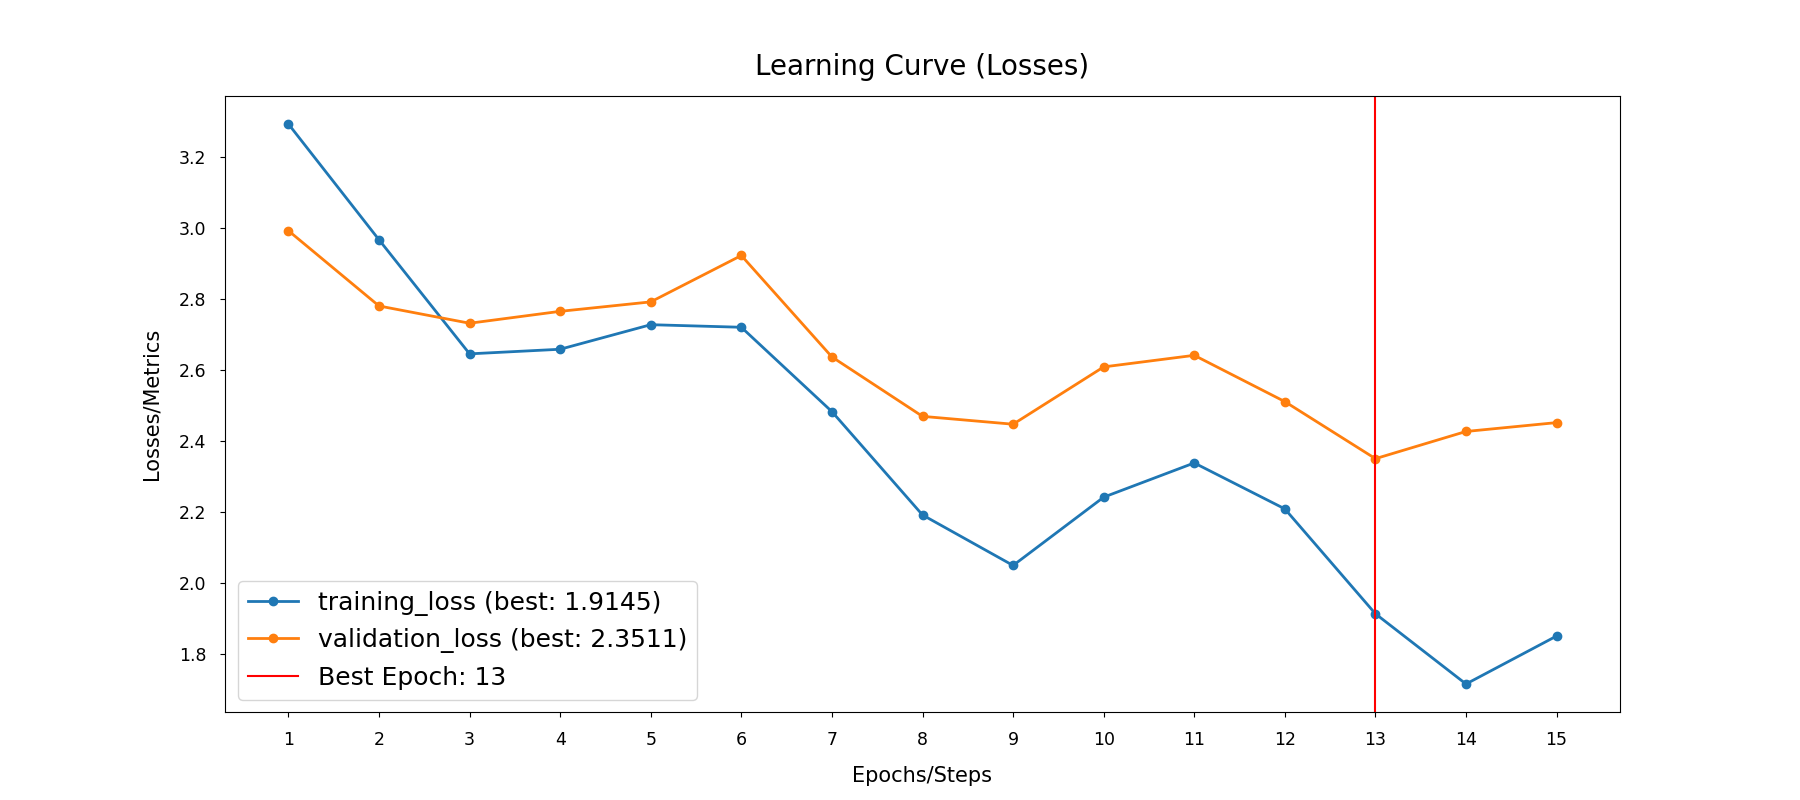 Learning Curve (Losses)
Losses/Metrics
3.2
3.0
2.8
2.6
2.4
2.2
2.0
1.8
training_loss (best: 1.9145)
validation_loss (best: 2.3511)
Best Epoch: 13
1 2 3 4 5 6 7 8 9 10 11 12 13 14 15
Epochs/Steps